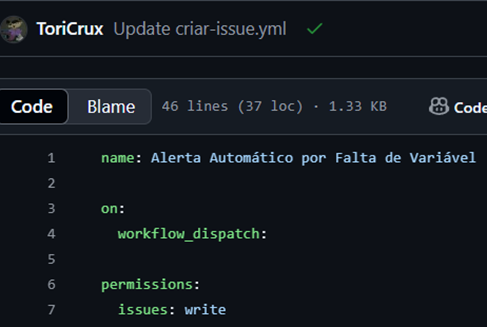 ToriCrux Update criar-issue.yml
Code Blame 46 lines (37 loc) · 1.33 KB
1 name: Alerta Automático por Falta de Variável
2
3 on:
4 workflow_dispatch:
5
6 permissions:
7 issues: write